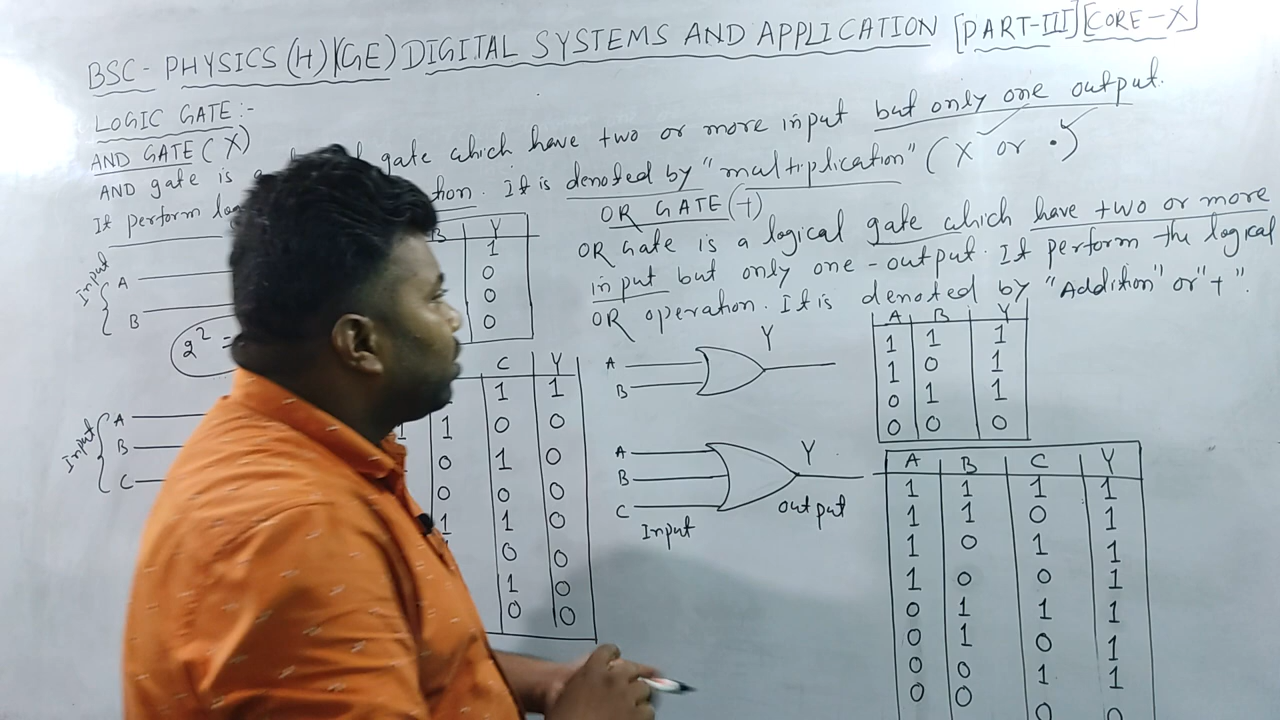 BSC- PHYSICS (H)(GE) DIGITAL SYSTEMS AND APPLICATION [PART-III][CORE-X]
LOGIC GATE:-
AND GATE (X)
AND gate is a gate which have two or more input but only one output.
It perform It is denoted by "multiplication" (X or .)
Input
A
B
2² =
B Y
1
0
0
0
Input
A
B
C
C Y
1 1
1 0 0
0 1 0
0 0 0
1 1 0
0 0
1 0
0 0
OR GATE (+)
OR Gate is a logical gate which have two or more
input but only one-output. It perform the logical
OR operation. It is denoted by "Addition" or "+".
A
B
Y
A B Y
1 1 1
1 0 1
0 1 1
0 0 0
A
B
C
Input
Y
output
A B C Y
1 1 1 1
1 1 0 1
1 0 1 1
1 0 0 1
0 1 1 1
0 1 0 1
0 0 1 1
0 0 0 0